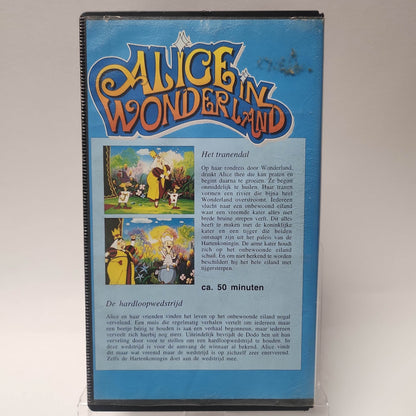 ALICE IN
WONDERLAND
Het tranendal
Op haar rondreis door Wonderland,
drinkt Alice thee die kan praten en
begint daarna te groeien. Ze begint
onmiddelijk te huilen. Haar tranen
vormen een rivier die bijna heel
Wonderland overstroomt. Iedereen
vlucht naar een onbewoond eiland
want een vreemde kater alles met
brede bruine strepen verft. Dit alles
heeft te maken met de koninklijke
kater en een tijger die beiden
ontsnapt zijn uit het paleis van de
Hartenkoningin. De arme kater houdt
zich op het onbewoonde eiland
schuil. En om niet herkend te worden
beschildert hij het hele eiland met
tijgerstrepen.
ca. 50 minuten
De hardloopwedstrijd
Alice en haar vrienden vinden het leven op het onbewoonde eiland nogal
vervelend. Een muis die regelmatig verhalen vertelt om iedereen maar
een beetje bezig te houden is aan een verhaal begonnen, maar iedereen
verveelt zich hierbij nog meer. Uiteindelijk bevrijdt de Dodo hen uit hun
verveling door voor te stellen om een hardloopwedstrijd te houden. In
deze wedstrijd is voor de aanvang de winnaar al bekend. Alice vindt
dit maar wat vreemd maar de wedstrijd is op zichzelf zeer enerverend.
Zelfs de Hartenkoningin doet aan de wedstrijd mee.